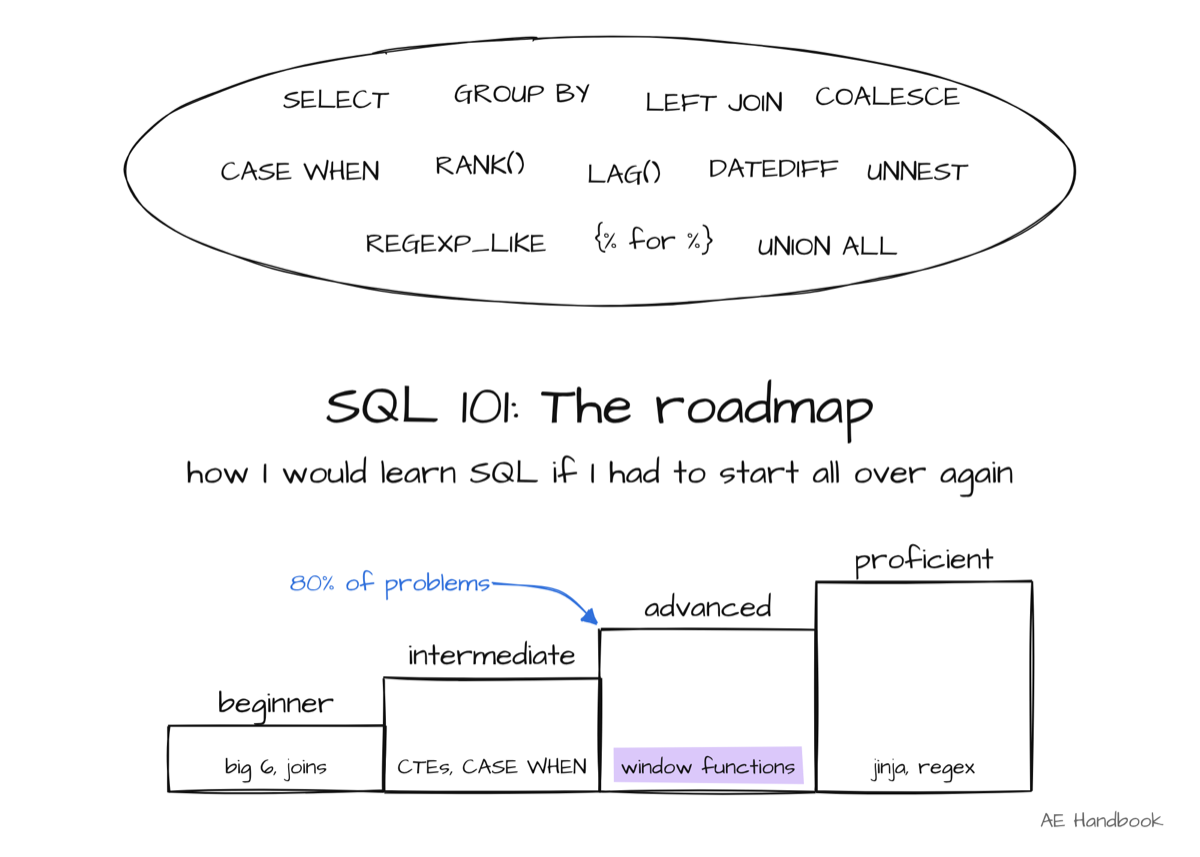 SELECT GROUP BY LEFT JOIN COALESCE
CASE WHEN RANK() LAG() DATEDIFF UNNEST
REGEXP_LIKE {% for %} UNION ALL
SQL 101: The roadmap
how I would learn SQL if I had to start all over again
80% of problems
beginner
big 6, joins
intermediate
CTEs, CASE WHEN
advanced
window functions
proficient
jinja, regex
AE Handbook